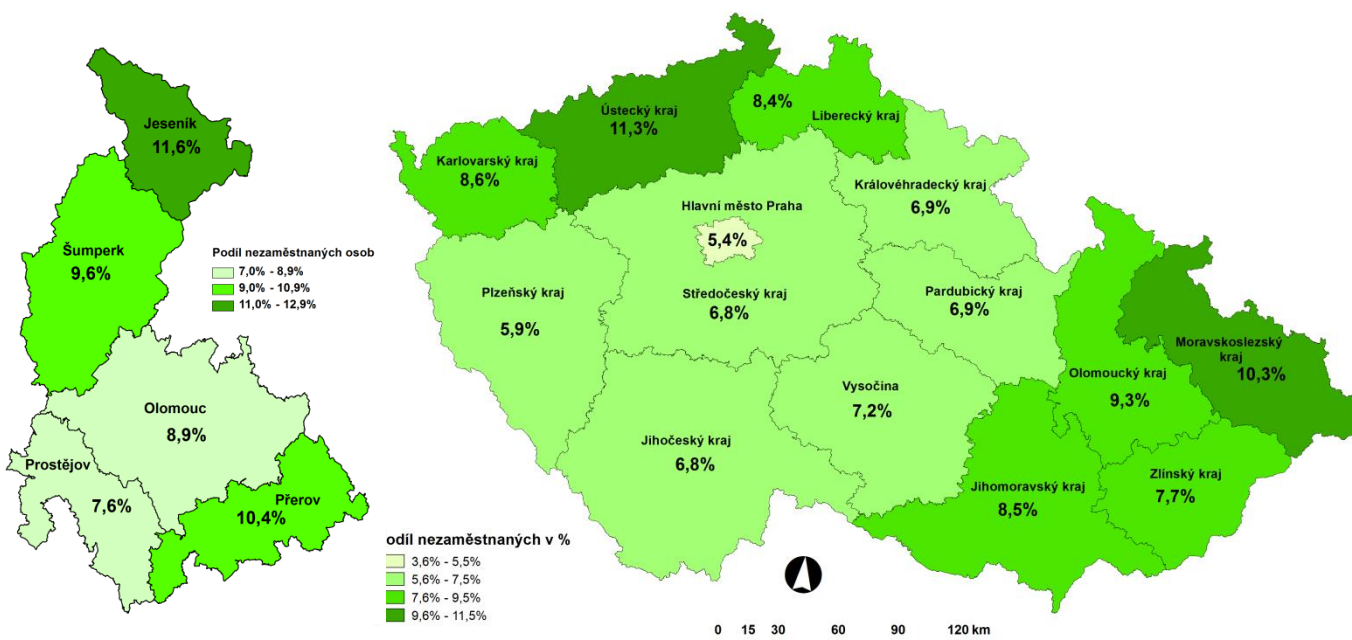 Jeseník
11,6%
Šumperk
9,6%
Podíl nezaměstnaných osob
7,0% - 8,9%
9,0% - 10,9%
11,0% - 12,9%
Olomouc
8,9%
Prostějov
7,6%
Přerov
10,4%
Ústecký kraj
11,3%
8,4%
Liberecký kraj
Karlovarský kraj
8,6%
Královéhradecký kraj
6,9%
Hlavní město Praha
5,4%
Plzeňský kraj
5,9%
Středočeský kraj
6,8%
Pardubický kraj
6,9%
Moravskoslezský
kraj
10,3%
Olomoucký kraj
9,3%
Vysočina
7,2%
Jihočeský kraj
6,8%
Jihomoravský kraj
8,5%
Zlínský kraj
7,7%
odíl nezaměstnaných v %
3,6% - 5,5%
5,6% - 7,5%
7,6% - 9,5%
9,6% - 11,5%
0 15 30 60 90 120 km